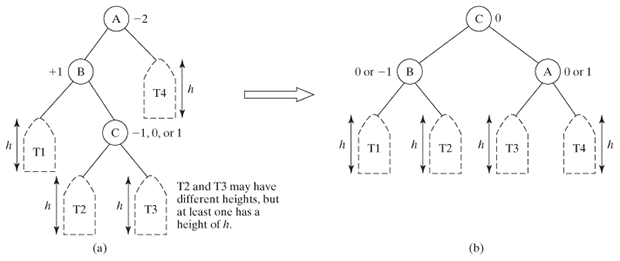 A −2
C 0
+1 B
T4 h
0 or −1 B
A 0 or 1
h T1
C −1, 0, or 1
h T1
h T2
h T3
T4 h
h T2
h T3
T2 and T3 may have
different heights, but
at least one has a
height of h.
(a)
(b)